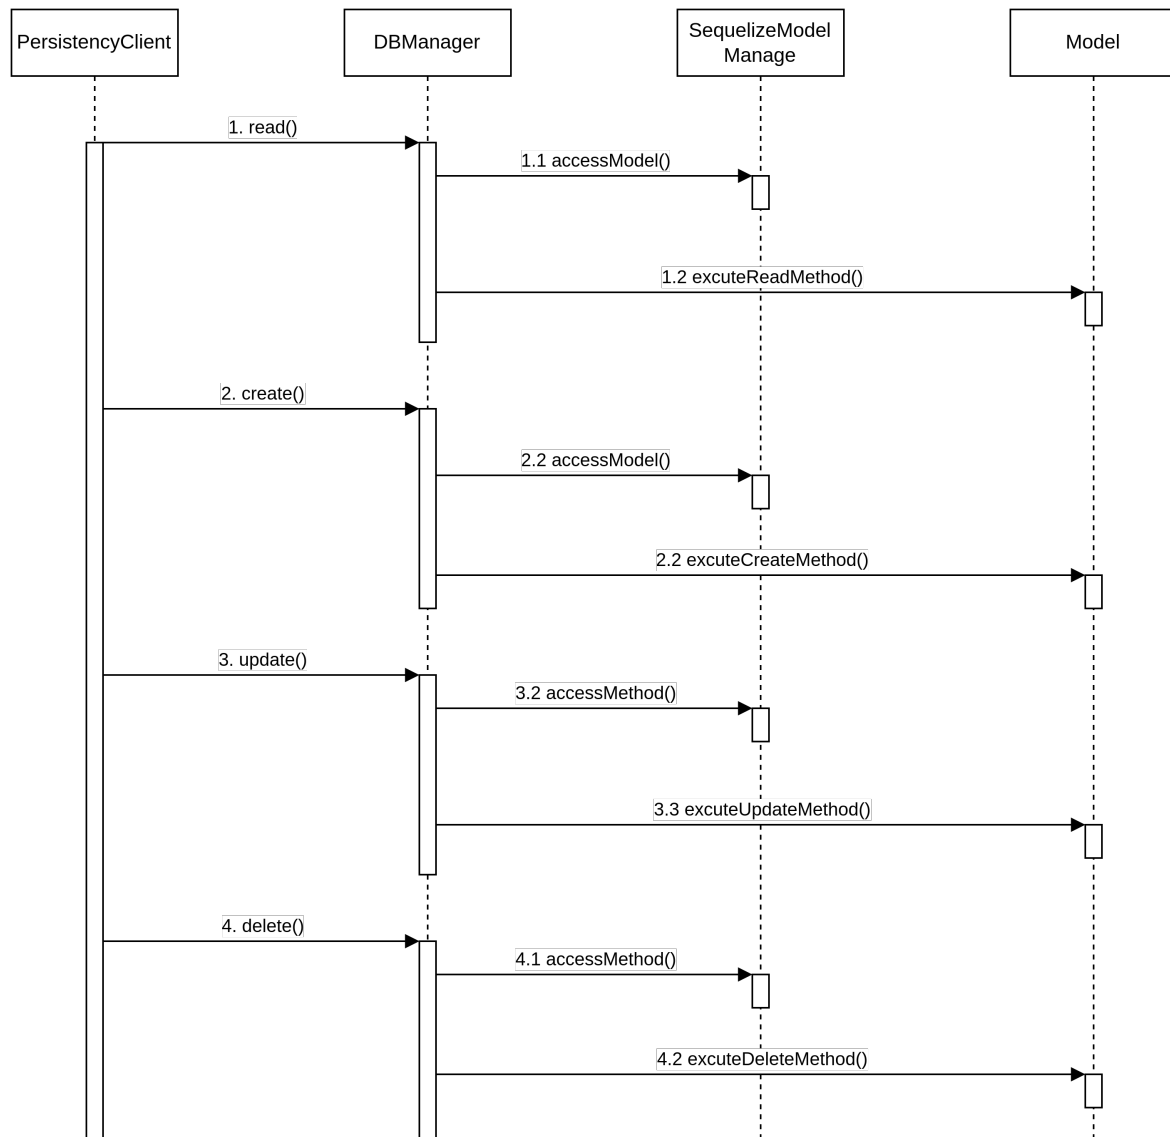 PersistencyClient
DBManager
SequelizeModel
Manage
Model
1. read()
1.1 accessModel()
1.2 excuteReadMethod()
2. create()
2.2 accessModel()
2.2 excuteCreateMethod()
3. update()
3.2 accessMethod()
3.3 excuteUpdateMethod()
4. delete()
4.1 accessMethod()
4.2 excuteDeleteMethod()